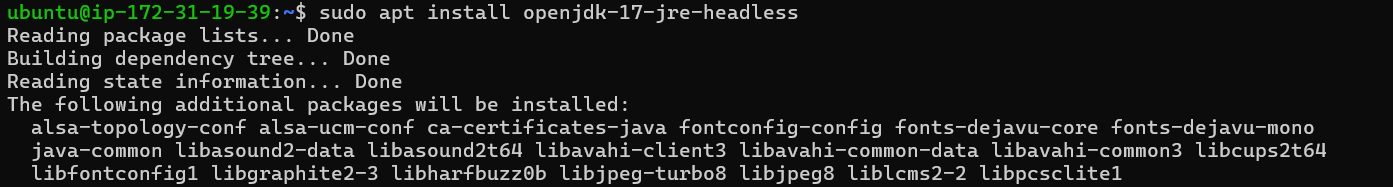 ubuntu@ip-172-31-19-39:~$ sudo apt install openjdk-17-jre-headless
Reading package lists... Done
Building dependency tree... Done
Reading state information... Done
The following additional packages will be installed:
  alsa-topology-conf alsa-ucm-conf ca-certificates-java fontconfig-config fonts-dejavu-core fonts-dejavu-mono
  java-common libasound2-data libasound2t64 libavahi-client3 libavahi-common-data libavahi-common3 libcups2t64
  libfontconfig1 libgraphite2-3 libharfbuzz0b libjpeg-turbo8 libjpeg8 liblcms2-2 libpcsclite1